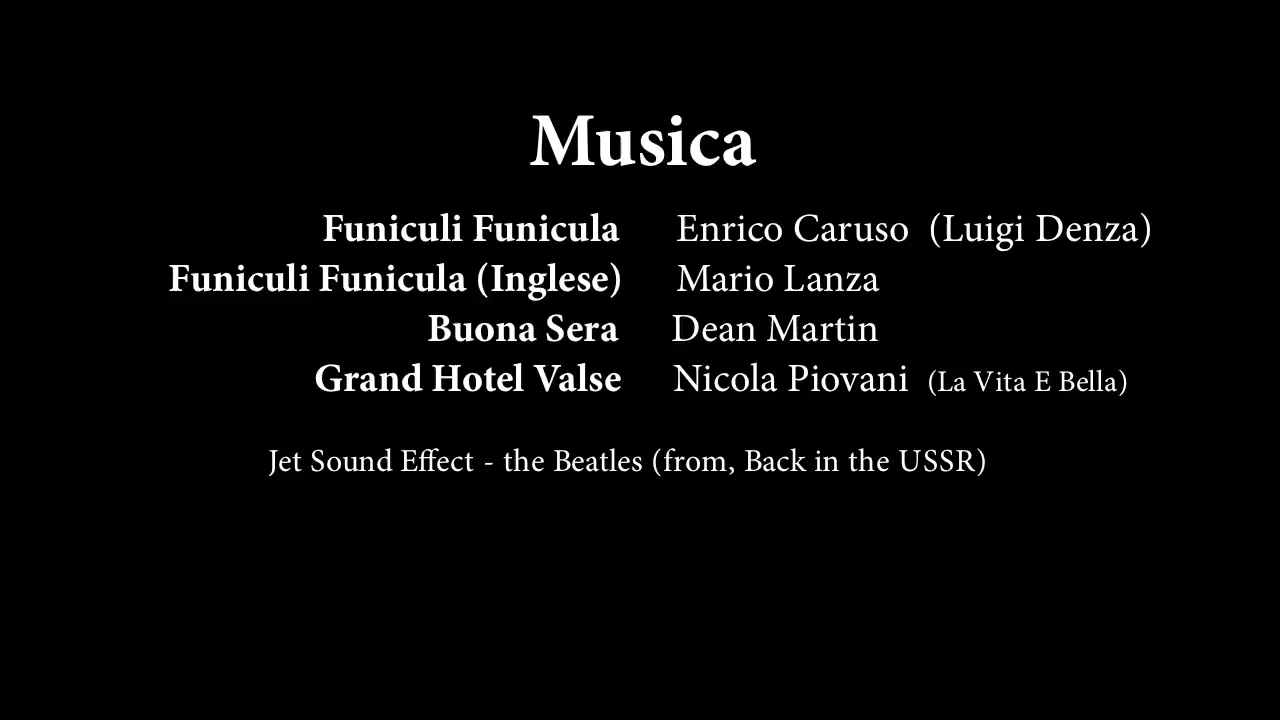 Musica
Funiculi Funicula Enrico Caruso (Luigi Denza)
Funiculi Funicula (Inglese) Mario Lanza
Buona Sera Dean Martin
Grand Hotel Valse Nicola Piovani (La Vita E Bella)
Jet Sound Effect - the Beatles (from, Back in the USSR)